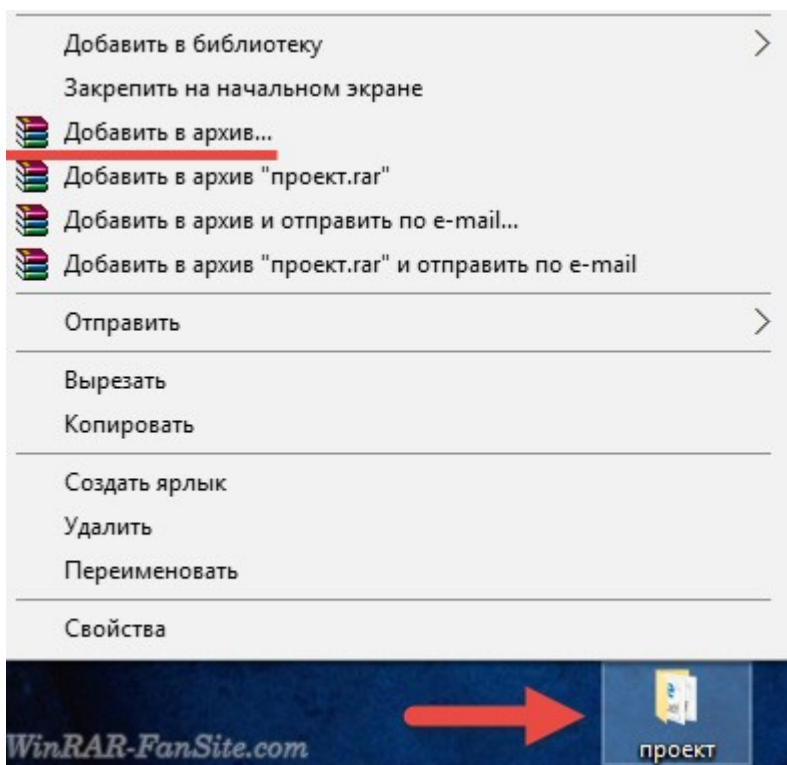 Добавить в библиотеку
Закрепить на начальном экране
Добавить в архив...
Добавить в архив "проект.rar"
Добавить в архив и отправить по e-mail...
Добавить в архив "проект.rar" и отправить по e-mail
Отправить
Вырезать
Копировать
Создать ярлык
Удалить
Переименовать
Свойства
WinRAR-FanSite.com
проект